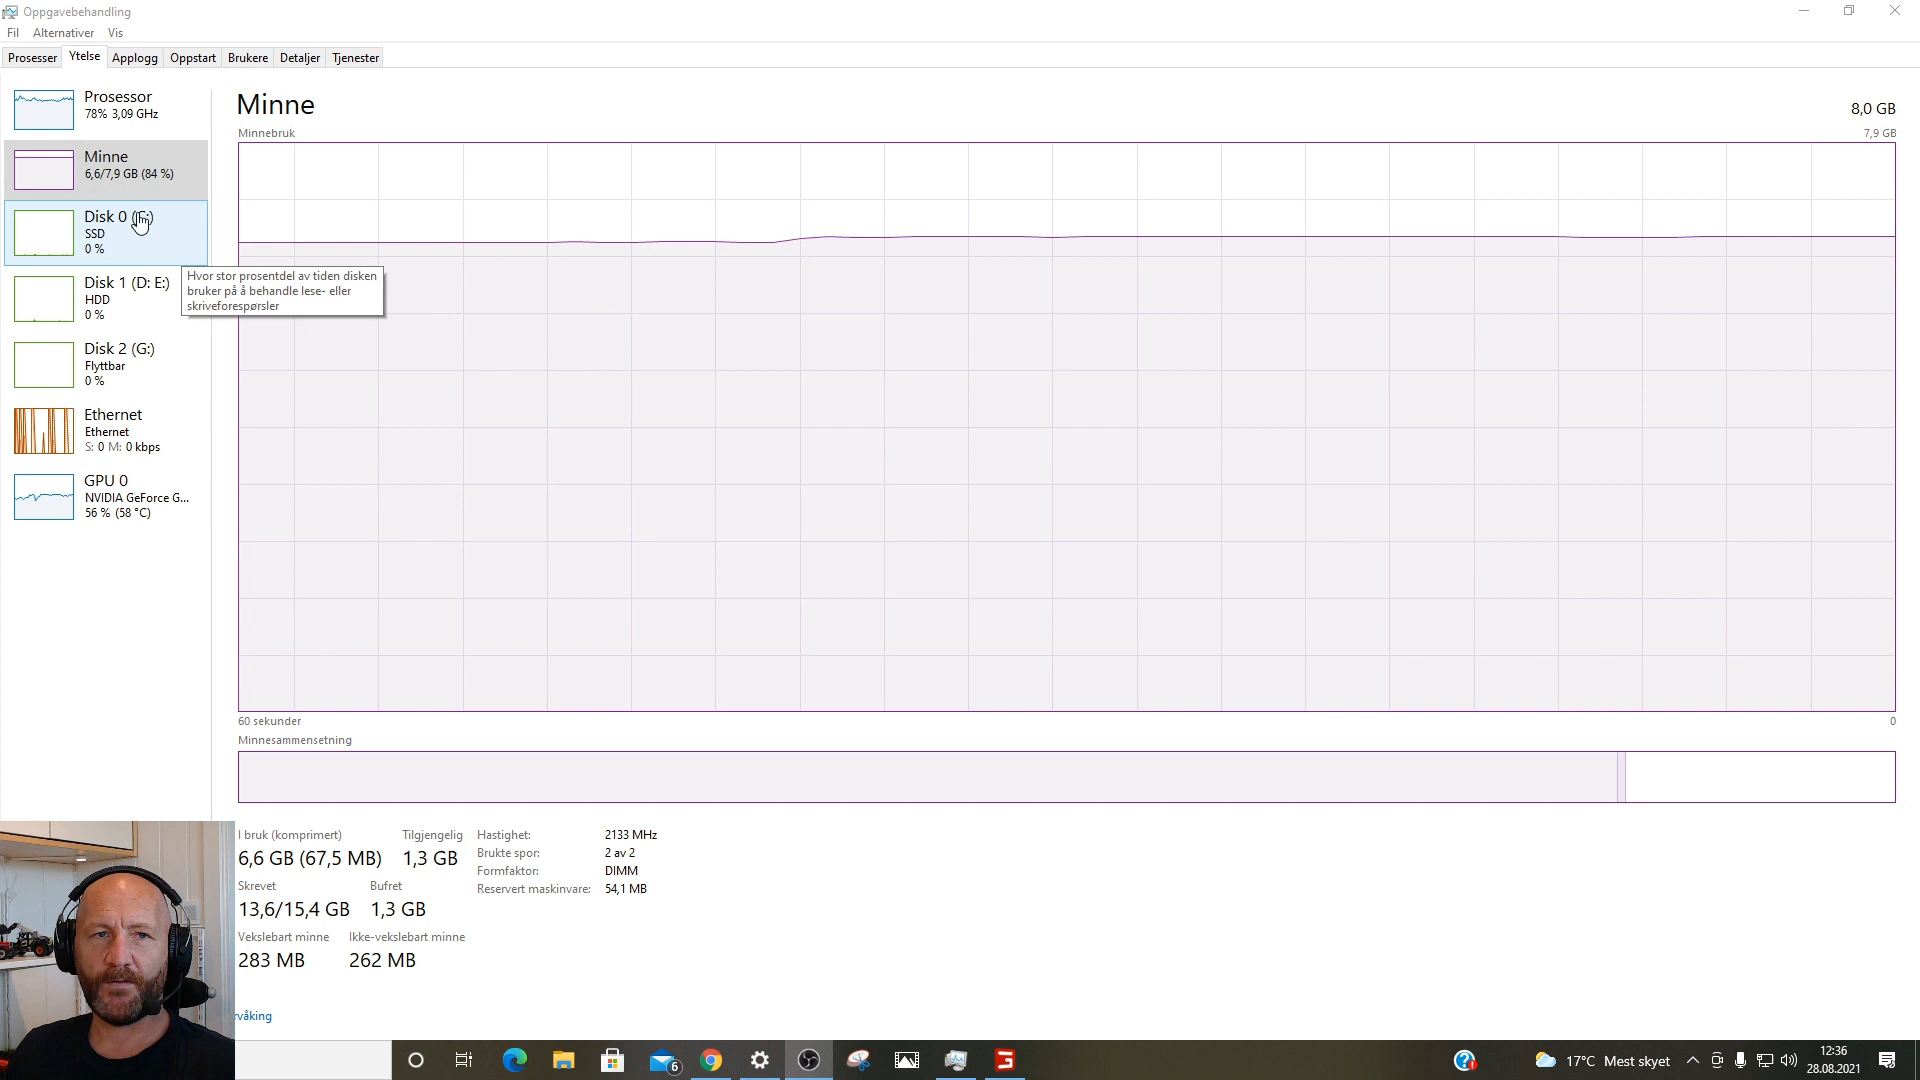 Oppgavebehandling
Fil Alternativer Vis
Prosesser Ytelse Applogg Oppstart Brukere Detaljer Tjenester
Prosessor
78% 3,09 GHz
Minne
6,6/7,9 GB (84 %)
Disk 0
SSD
0 %
Disk 1 (D: E:)
HDD
0 %
Disk 2 (G:)
Flyttbar
0 %
Ethernet
Ethernet
S: 0 M: 0 kbps
GPU 0
NVIDIA GeForce G...
56 % (58 °C)
Hvor stor prosentdel av tiden disken
bruker på å behandle lese- eller
skriveforespørsler
Minne
8,0 GB
Minnebruk
7,9 GB
60 sekunder
0
Minnesammensetning
I bruk (komprimert) Tilgjengelig
6,6 GB (67,5 MB) 1,3 GB
Skrevet Bufret
13,6/15,4 GB 1,3 GB
Vekslebart minne Ikke-vekslebart minne
283 MB 262 MB
Hastighet: 2133 MHz
Brukte spor: 2 av 2
Formfaktor: DIMM
Reservert maskinvare: 54,1 MB
rvåking
6
17°C Mest skyet
12:36
28.08.2021